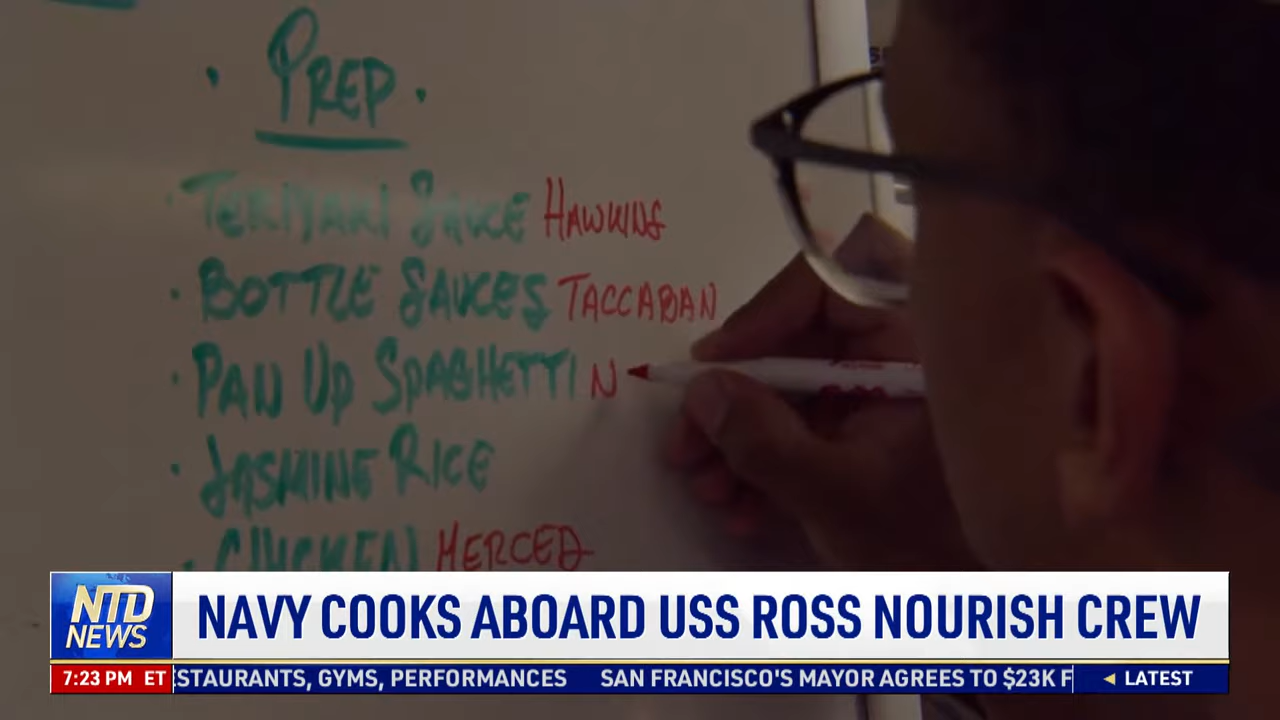 · PREP ·
· TERIYAKI SAUCE HAWKINS
· BOTTLE SAUCES TACCABAN
· PAN UP SPAGHETTI N
· JASMINE RICE
· CHICKEN MERCED
NTD
NEWS
NAVY COOKS ABOARD USS ROSS NOURISH CREW
7:23 PM ET
ESTAURANTS, GYMS, PERFORMANCES SAN FRANCISCO'S MAYOR AGREES TO $23K F
◄ LATEST